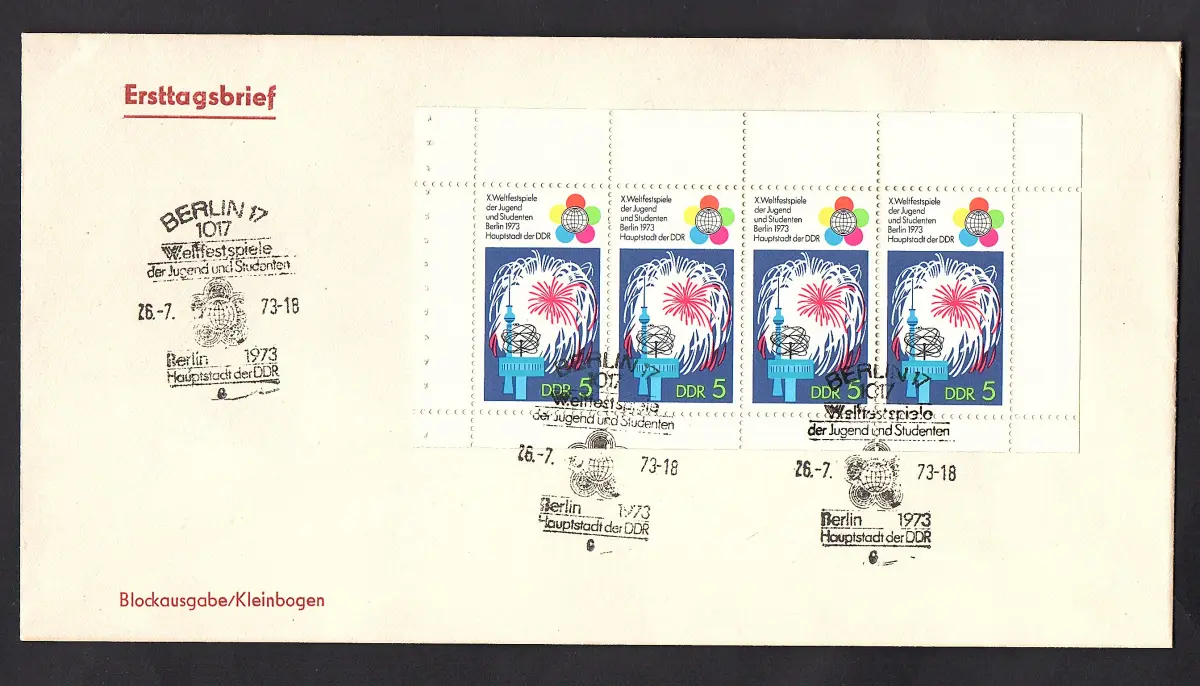 Ersttagsbrief
BERLIN 17
1017
Weltfestspiele
der Jugend und Studenten
26.-7. 73-18
Berlin 1973
Hauptstadt der DDR
c
X.Weltfestspiele
der Jugend
und Studenten
Berlin 1973
Hauptstadt der DDR
DDR 5
X.Weltfestspiele
der Jugend
und Studenten
Berlin 1973
Hauptstadt der DDR
DDR 5
X.Weltfestspiele
der Jugend
und Studenten
Berlin 1973
Hauptstadt der DDR
DDR 5
X.Weltfestspiele
der Jugend
und Studenten
Berlin 1973
Hauptstadt der DDR
DDR 5
BERLIN 17
1017
Weltfestspiele
der Jugend und Studenten
26.-7. 73-18
Berlin 1973
Hauptstadt der DDR
c
BERLIN 17
1017
Weltfestspiele
der Jugend und Studenten
26.-7. 73-18
Berlin 1973
Hauptstadt der DDR
c
Blockausgabe/Kleinbogen